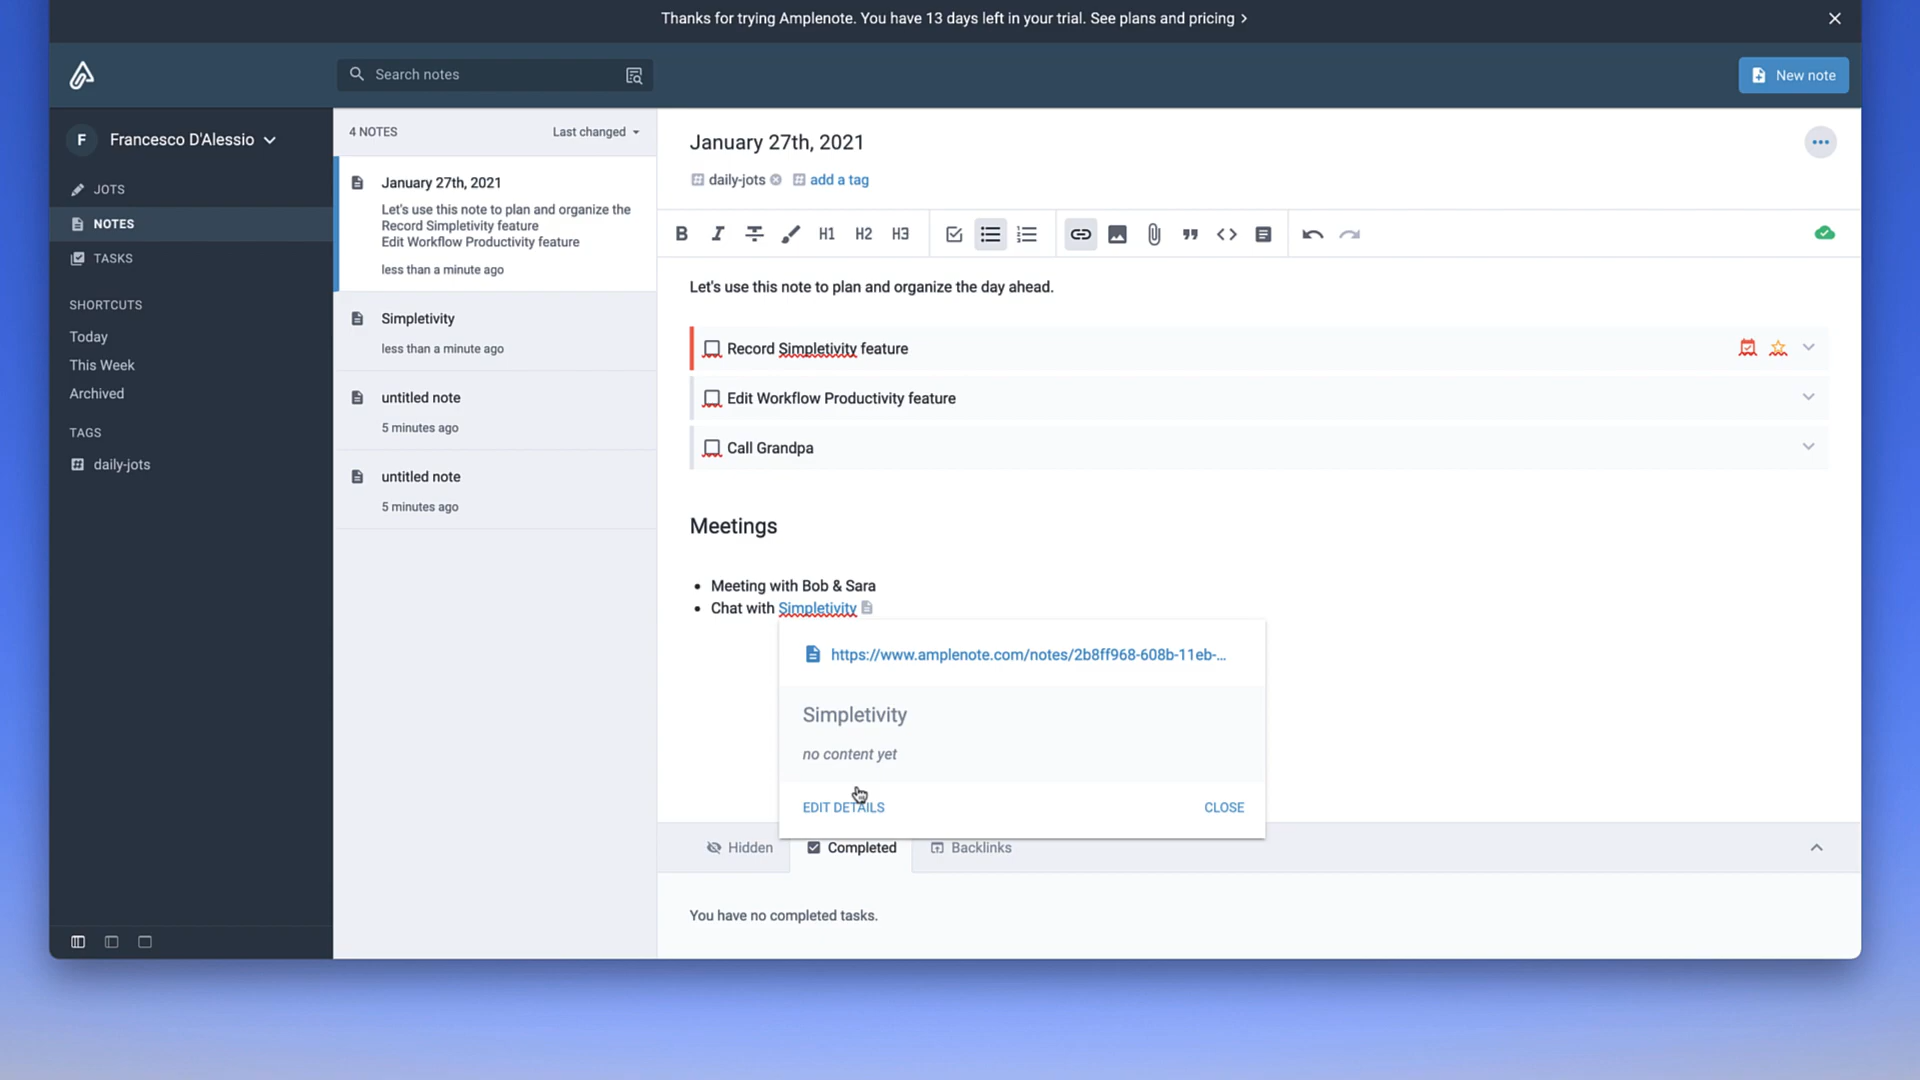 Thanks for trying Amplenote. You have 13 days left in your trial. See plans and pricing
Search notes
New note
F
Francesco D'Alessio
JOTS
NOTES
TASKS
SHORTCUTS
Today
This Week
Archived
TAGS
daily-jots
4 NOTES
Last changed
January 27th, 2021
Let's use this note to plan and organize the
Record Simpletivity feature
Edit Workflow Productivity feature
less than a minute ago
Simpletivity
less than a minute ago
untitled note
5 minutes ago
untitled note
5 minutes ago
January 27th, 2021
daily-jots
add a tag
B I S H1 H2 H3
Let's use this note to plan and organize the day ahead.
Record Simpletivity feature
Edit Workflow Productivity feature
Call Grandpa
Meetings
• Meeting with Bob & Sara
• Chat with Simpletivity
https://www.amplenote.com/notes/2b8ff968-608b-11eb-...
Simpletivity
no content yet
EDIT DETAILS
CLOSE
Hidden
Completed
Backlinks
You have no completed tasks.